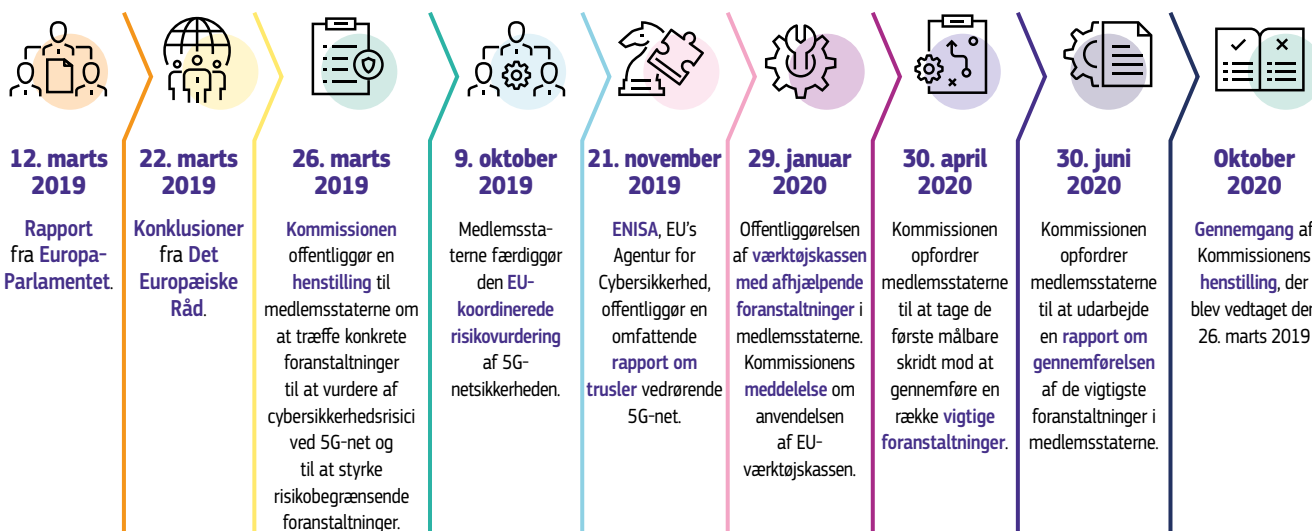 12. marts
2019
Rapport
fra Europa-
Parlamentet.
22. marts
2019
Konklusioner
fra Det
Europæiske
Råd.
26. marts
2019
Kommissionen
offentliggør en
henstilling til
medlemsstaterne om
at træffe konkrete
foranstaltninger
til at vurdere af
cybersikkerhedsrisici
ved 5G-net og
til at styrke
risikobegrænsende
foranstaltninger.
9. oktober
2019
Medlemssta-
terne færdiggør
den EU-
koordinerede
risikovurdering
af 5G-
netsikkerheden.
21. november
2019
ENISA, EU's
Agentur for
Cybersikkerhed,
offentliggør en
omfattende
rapport om
trusler vedrørende
5G-net.
29. januar
2020
Offentliggørelsen
af værktøjskassen
med afhjælpende
foranstaltninger i
medlemsstaterne.
Kommissionens
meddelelse om
anvendelsen
af EU-
værktøjskassen.
30. april
2020
Kommissionen
opfordrer
medlemsstaterne
til at tage de
første målbare
skridt mod at
gennemføre en
række vigtige
foranstaltninger.
30. juni
2020
Kommissionen
opfordrer
medlemsstaterne
til at udarbejde
en rapport om
gennemførelsen
af de vigtigste
foranstaltninger i
medlemsstaterne.
Oktober
2020
Gennemgang af
Kommissionens
henstilling, der
blev vedtaget den
26. marts 2019